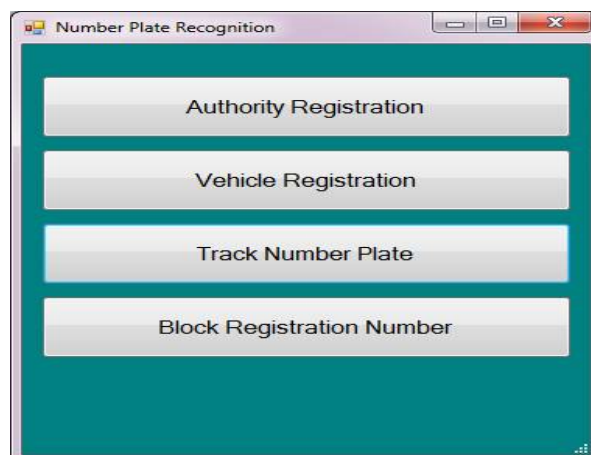 Number Plate Recognition
Authority Registration
Vehicle Registration
Track Number Plate
Block Registration Number